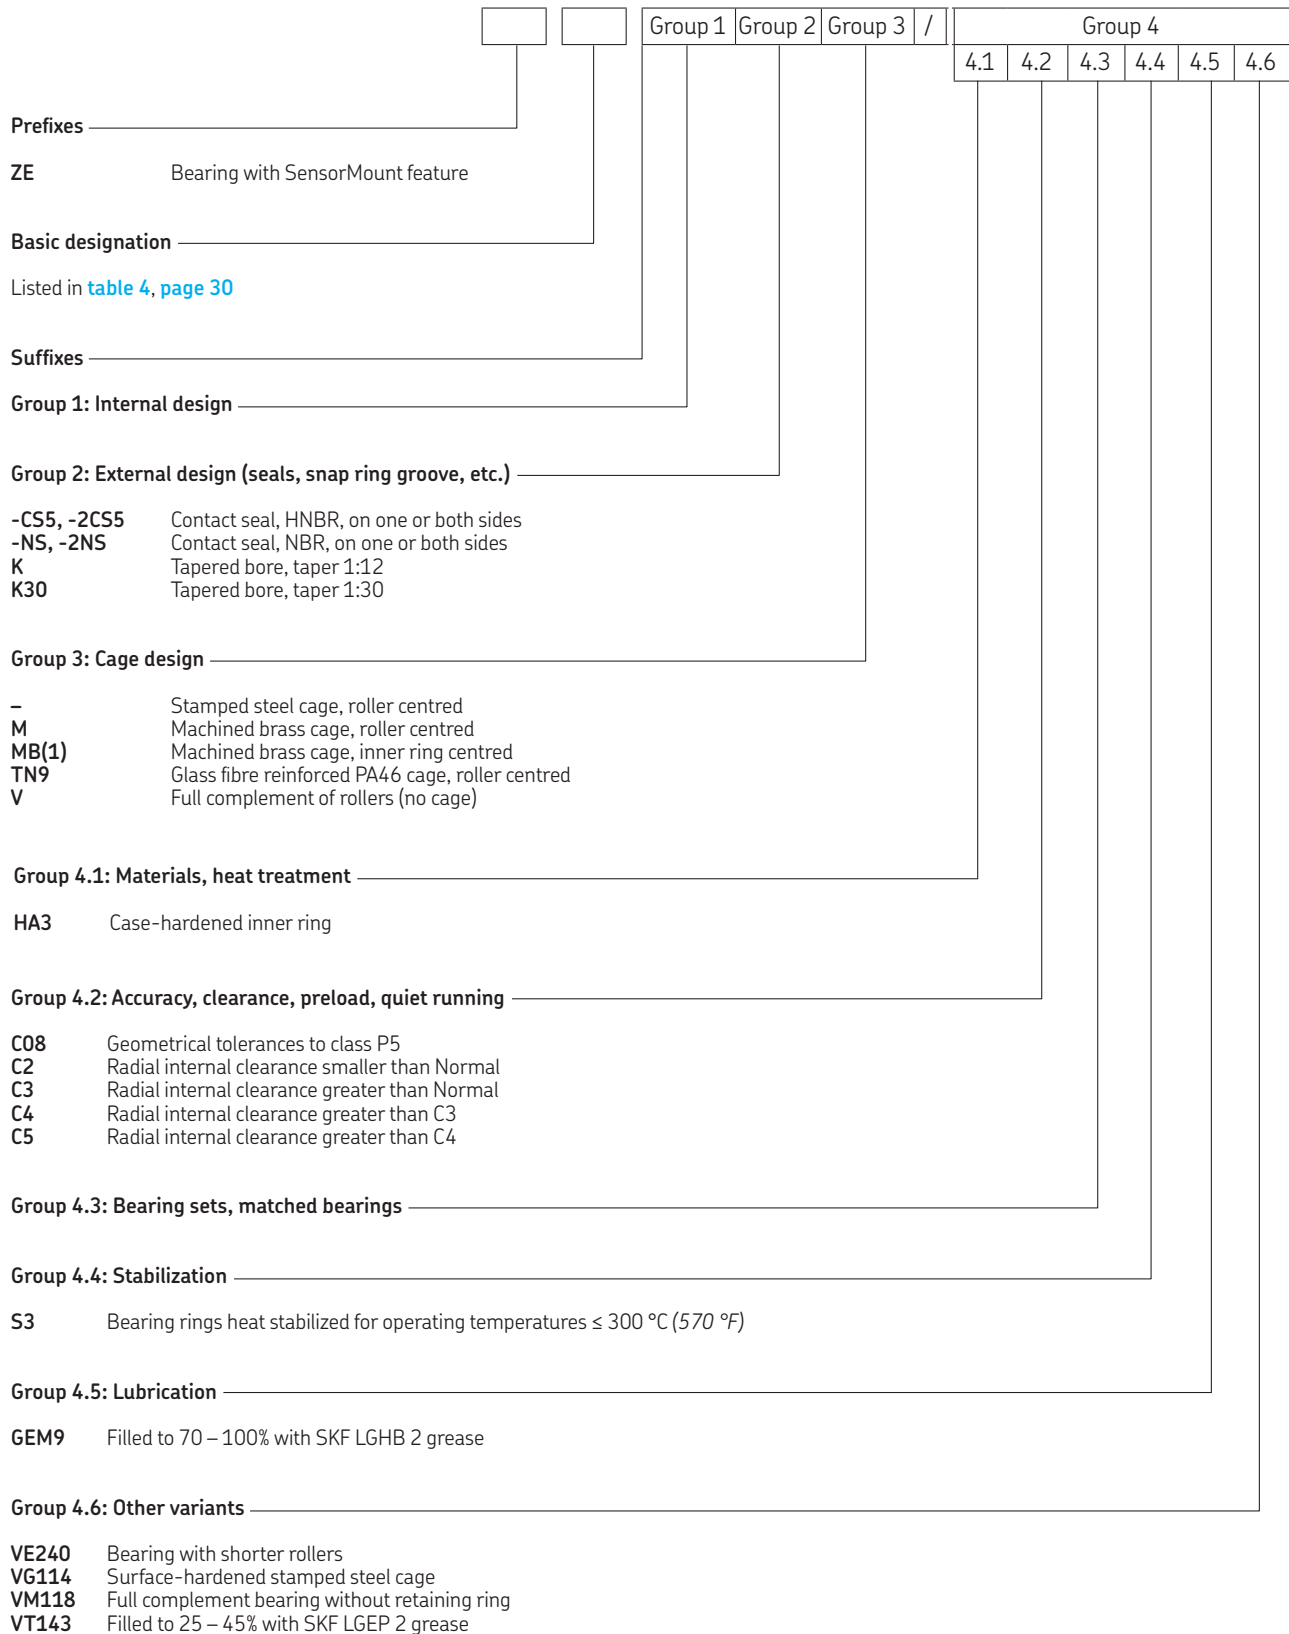 Group 1 Group 2 Group 3 / Group 4
4.1 4.2 4.3 4.4 4.5 4.6
Prefixes
ZE Bearing with SensorMount feature
Basic designation
Listed in table 4, page 30
Suffixes
Group 1: Internal design
Group 2: External design (seals, snap ring groove, etc.)
-CS5, -2CS5 Contact seal, HNBR, on one or both sides
-NS, -2NS Contact seal, NBR, on one or both sides
K Tapered bore, taper 1:12
K30 Tapered bore, taper 1:30
Group 3: Cage design
– Stamped steel cage, roller centred
M Machined brass cage, roller centred
MB(1) Machined brass cage, inner ring centred
TN9 Glass fibre reinforced PA46 cage, roller centred
V Full complement of rollers (no cage)
Group 4.1: Materials, heat treatment
HA3 Case-hardened inner ring
Group 4.2: Accuracy, clearance, preload, quiet running
C08 Geometrical tolerances to class P5
C2 Radial internal clearance smaller than Normal
C3 Radial internal clearance greater than Normal
C4 Radial internal clearance greater than C3
C5 Radial internal clearance greater than C4
Group 4.3: Bearing sets, matched bearings
Group 4.4: Stabilization
S3 Bearing rings heat stabilized for operating temperatures ≤ 300 °C (570 °F)
Group 4.5: Lubrication
GEM9 Filled to 70 – 100% with SKF LGHB 2 grease
Group 4.6: Other variants
VE240 Bearing with shorter rollers
VG114 Surface-hardened stamped steel cage
VM118 Full complement bearing without retaining ring
VT143 Filled to 25 – 45% with SKF LGEP 2 grease